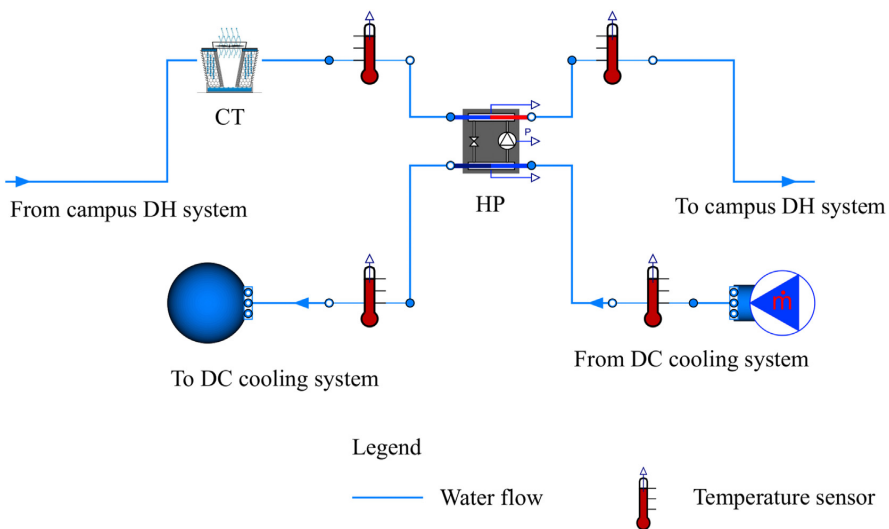 CT
P
HP
From campus DH system
To campus DH system
ṁ
To DC cooling system
From DC cooling system
Legend
Water flow
Temperature sensor